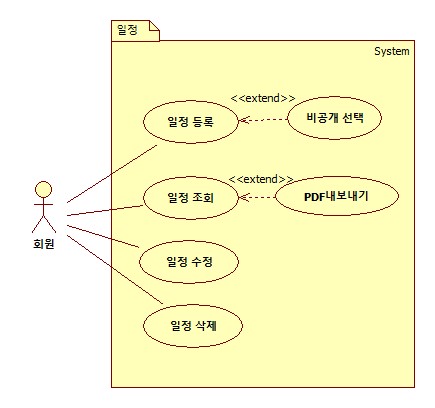 일정
System
<<extend>>
일정 등록
비공개 선택
<<extend>>
일정 조회
PDF내보내기
회원
일정 수정
일정 삭제